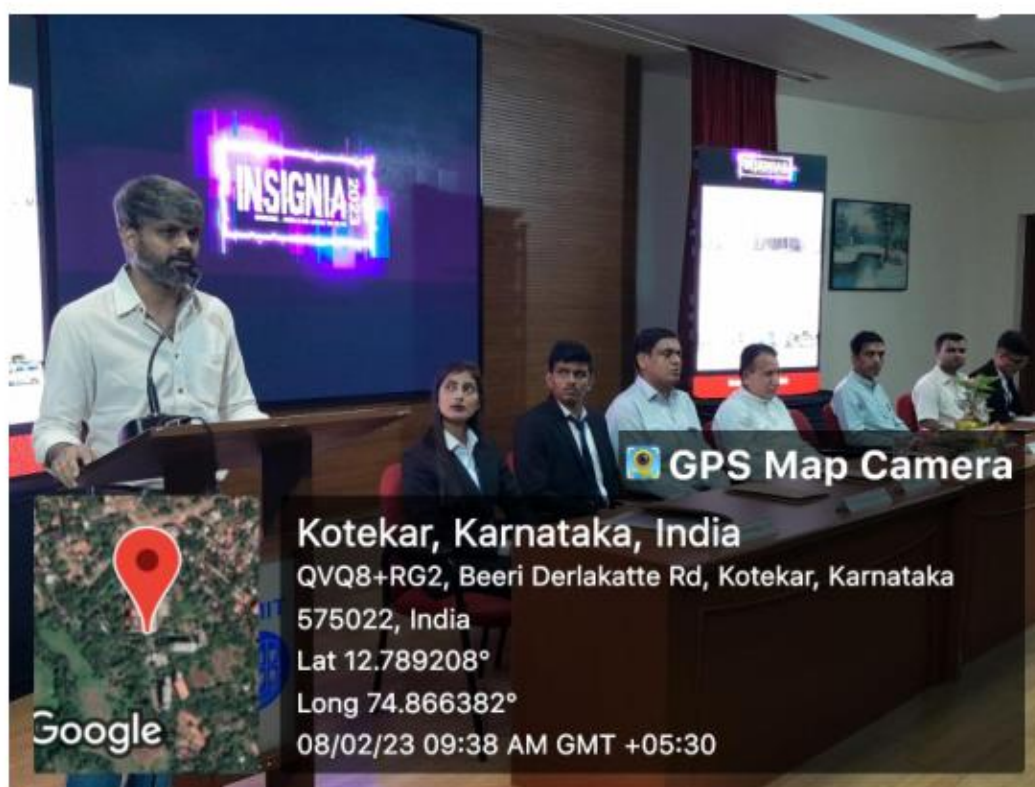 INSIGNIA
2023
INSIGNIA
GPS Map Camera
Kotekar, Karnataka, India
QVQ8+RG2, Beeri Derlakatte Rd, Kotekar, Karnataka
575022, India
Lat 12.789208°
Long 74.866382°
08/02/23 09:38 AM GMT +05:30
Google